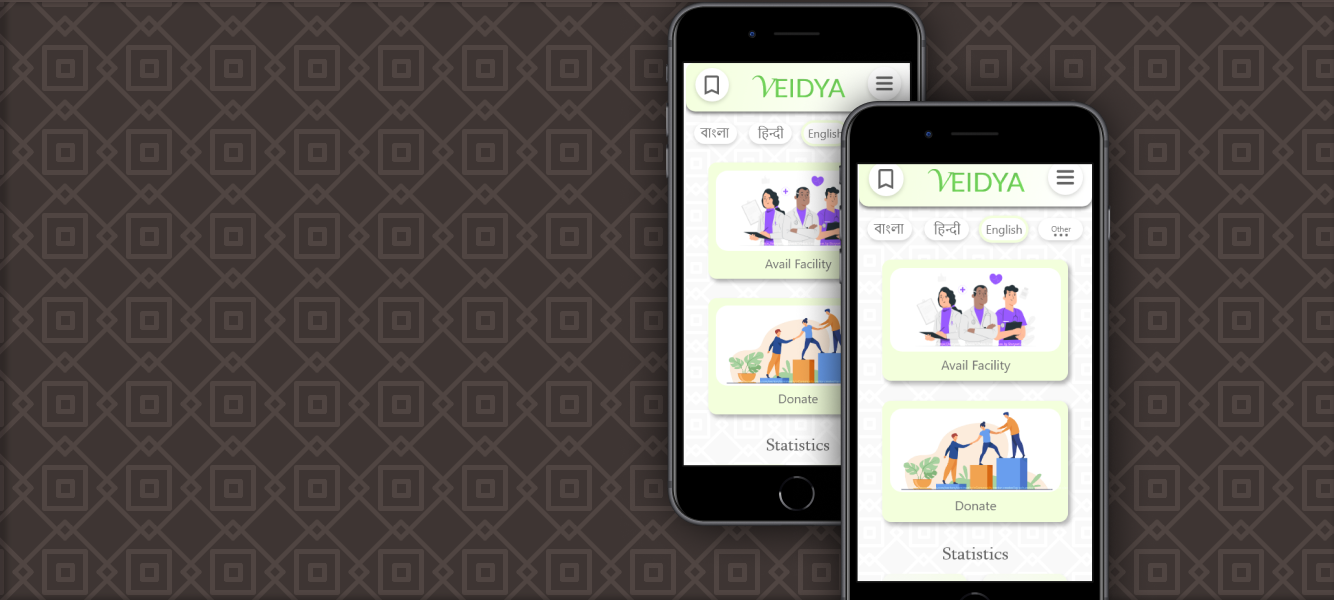 VEIDYA
বাংলা
हिन्दी
English
Avail Facility
Donate
Statistics
VEIDYA
বাংলা
हिन्दी
English
Other
Avail Facility
Donate
Statistics